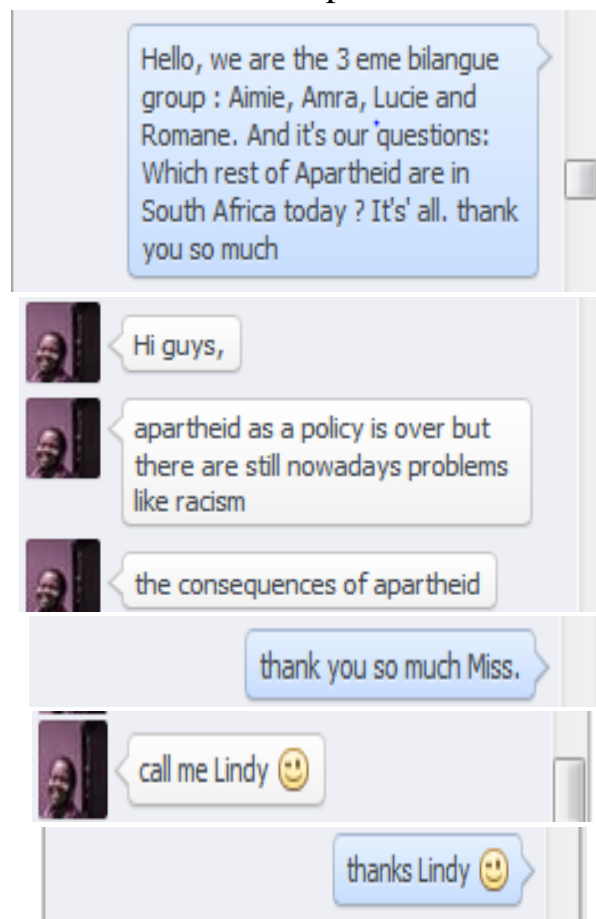 Hello, we are the 3 eme bilangue
group : Aimie, Amra, Lucie and
Romane. And it's our questions:
Which rest of Apartheid are in
South Africa today ? It's' all. thank
you so much
Hi guys,
apartheid as a policy is over but
there are still nowadays problems
like racism
the consequences of apartheid
thank you so much Miss.
call me Lindy
thanks Lindy